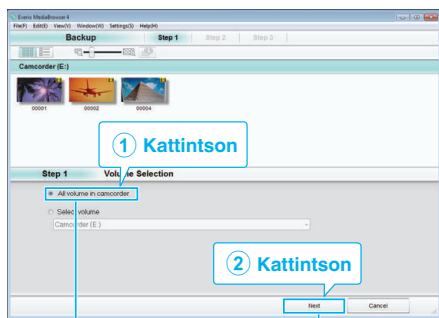 Everio MediaBrowser 4
File(F) Edit(E) View(V) Window(W) Settings(S) Help(H)
Backup Step 1 Step 2 Step 3
Camcorder (E:)
00001 00002 00004
1 Kattintson
Step 1 Volume Selection
All volume in camcorder
Select volume
Camcorder (E:)
2 Kattintson
Next Cancel